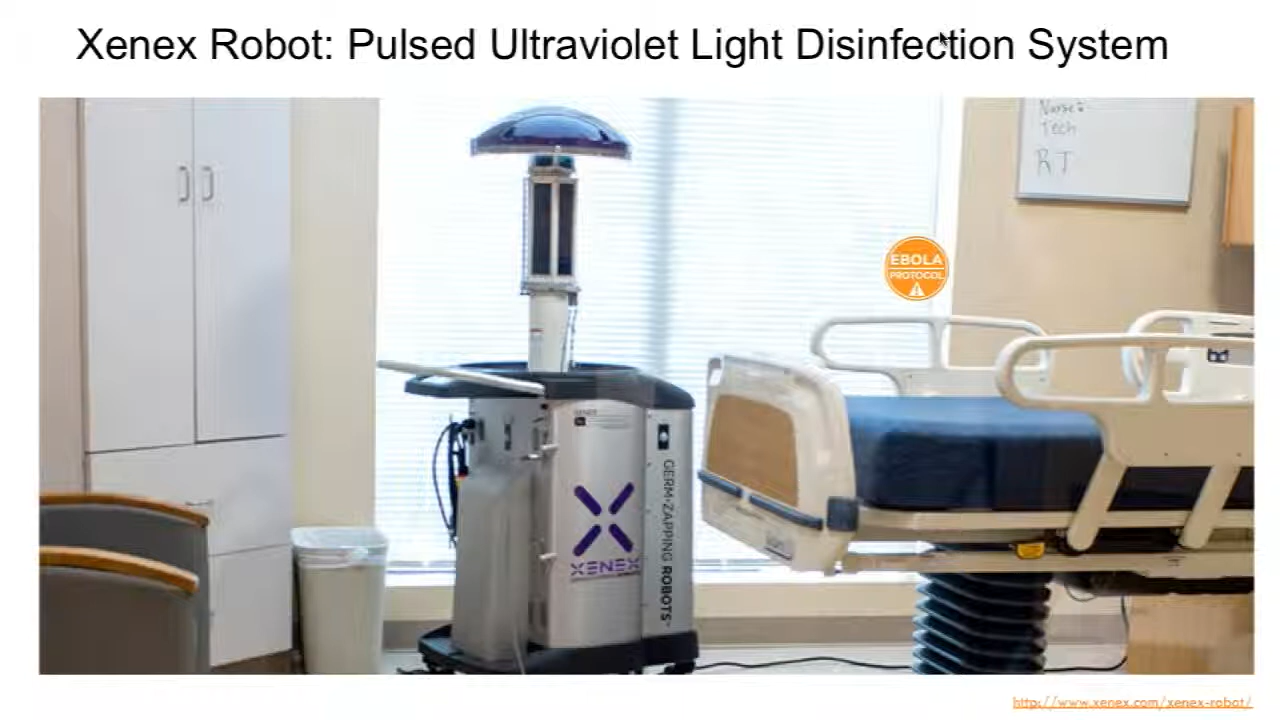 Xenex Robot: Pulsed Ultraviolet Light Disinfection System
Nurse:
Tech
RT
EBOLA
PROTOCOL
XENEX
GERM-ZAPPING ROBOTS
http://www.xenex.com/xenex-robot/